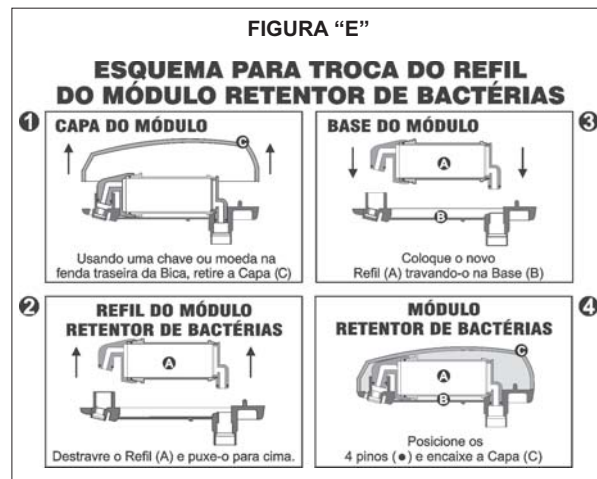 FIGURA “E”
ESQUEMA PARA TROCA DO REFIL
DO MÓDULO RETENTOR DE BACTÉRIAS
1
CAPA DO MÓDULO
C
Usando uma chave ou moeda na
fenda traseira da Bica, retire a Capa (C)
2
REFIL DO MÓDULO
RETENTOR DE BACTÉRIAS
A
Destravre o Refil (A) e puxe-o para cima.
3
BASE DO MÓDULO
A
B
Coloque o novo
Refil (A) travando-o na Base (B)
4
MÓDULO
RETENTOR DE BACTÉRIAS
C
A
B
Posicione os
4 pinos (●) e encaixe a Capa (C)